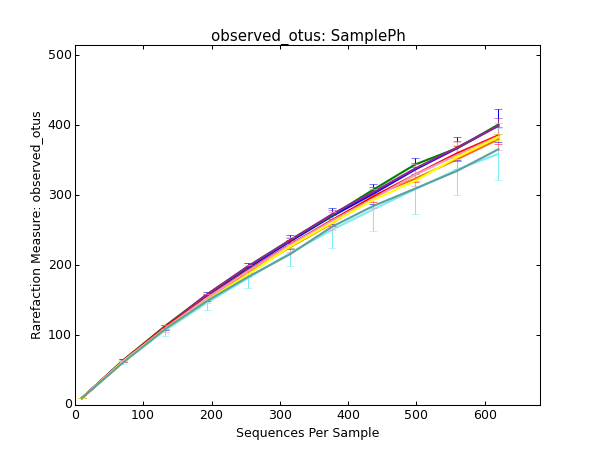 observed_otus: SamplePh
Rarefaction Measure: observed_otus
500
400
300
200
100
0
0 100 200 300 400 500 600
Sequences Per Sample